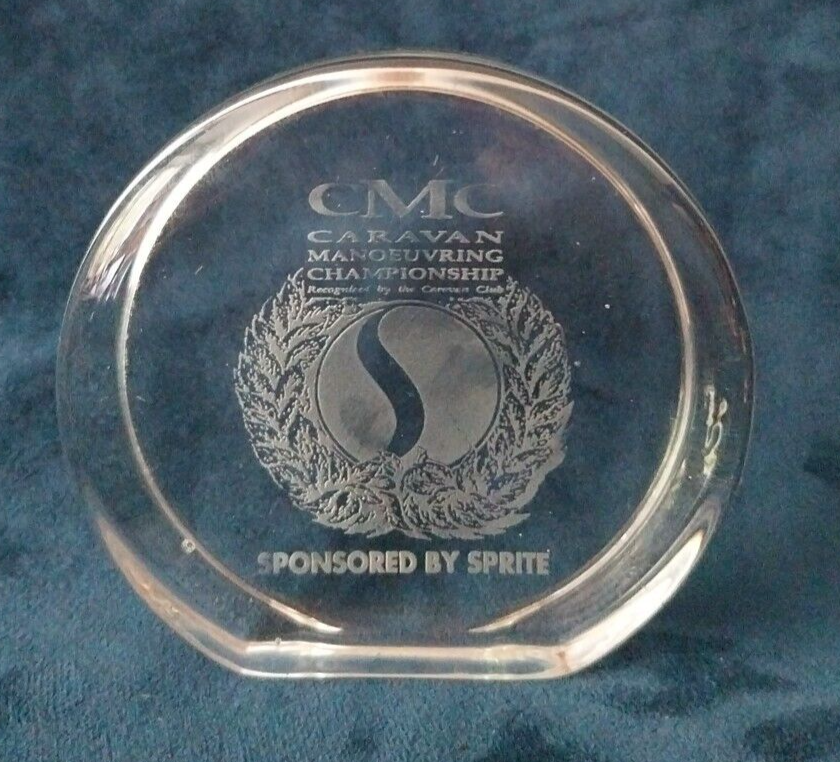 CMC
CARAVAN
MANOEUVRING
CHAMPIONSHIP
Recognised by the Caravan Club
SPONSORED BY SPRITE